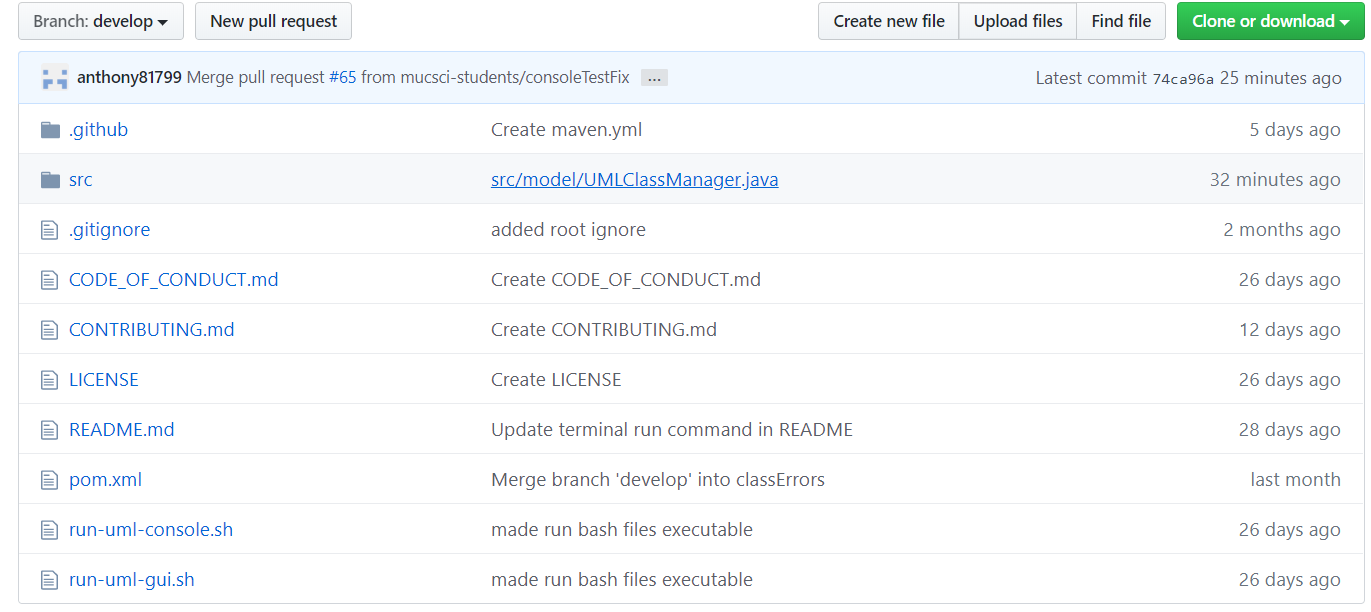 Branch: develop New pull request Create new file Upload files Find file Clone or download
anthony81799 Merge pull request #65 from mucsci-students/consoleTestFix ... Latest commit 74ca96a 25 minutes ago
.github Create maven.yml 5 days ago
src src/model/UMLClassManager.java 32 minutes ago
.gitignore added root ignore 2 months ago
CODE_OF_CONDUCT.md Create CODE_OF_CONDUCT.md 26 days ago
CONTRIBUTING.md Create CONTRIBUTING.md 12 days ago
LICENSE Create LICENSE 26 days ago
README.md Update terminal run command in README 28 days ago
pom.xml Merge branch 'develop' into classErrors last month
run-uml-console.sh made run bash files executable 26 days ago
run-uml-gui.sh made run bash files executable 26 days ago